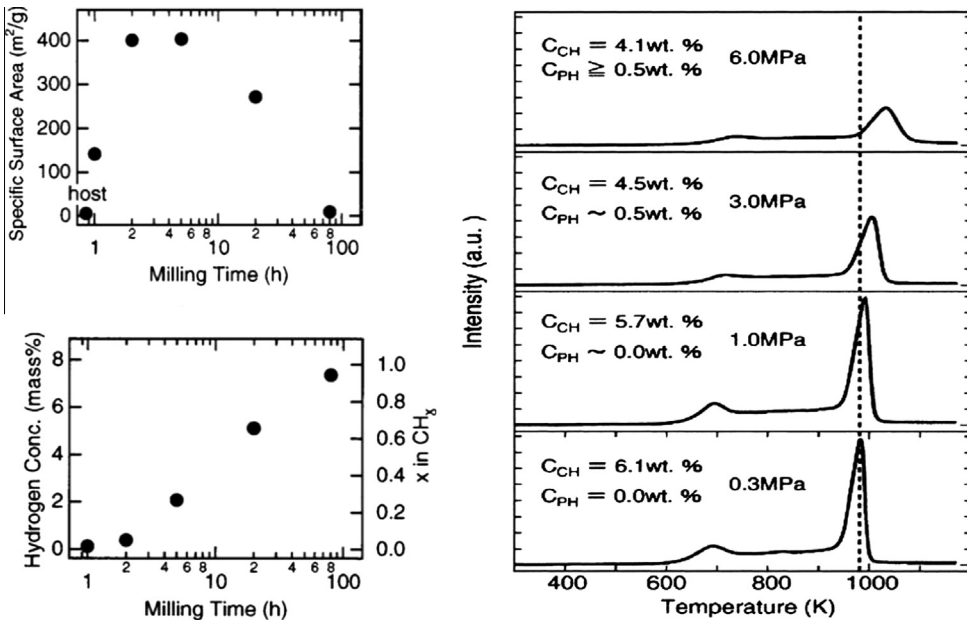 Specific Surface Area (m²/g)
400
300
200
100
0
host
1
2
4
6
8
10
2
4
6
8
100
Milling Time (h)
Hydrogen Conc. (mass%)
8
6
4
2
0
1.0
0.8
0.6
0.4
0.2
0.0
x in CHₓ
1
2
4
6
8
10
2
4
6
8
100
Milling Time (h)
Intensity (a.u.)
C_CH = 4.1wt. %
C_PH ≧ 0.5wt. %
6.0MPa
C_CH = 4.5wt. %
C_PH ~ 0.5wt. %
3.0MPa
C_CH = 5.7wt. %
C_PH ~ 0.0wt. %
1.0MPa
C_CH = 6.1wt. %
C_PH = 0.0wt. %
0.3MPa
400
600
800
1000
Temperature (K)